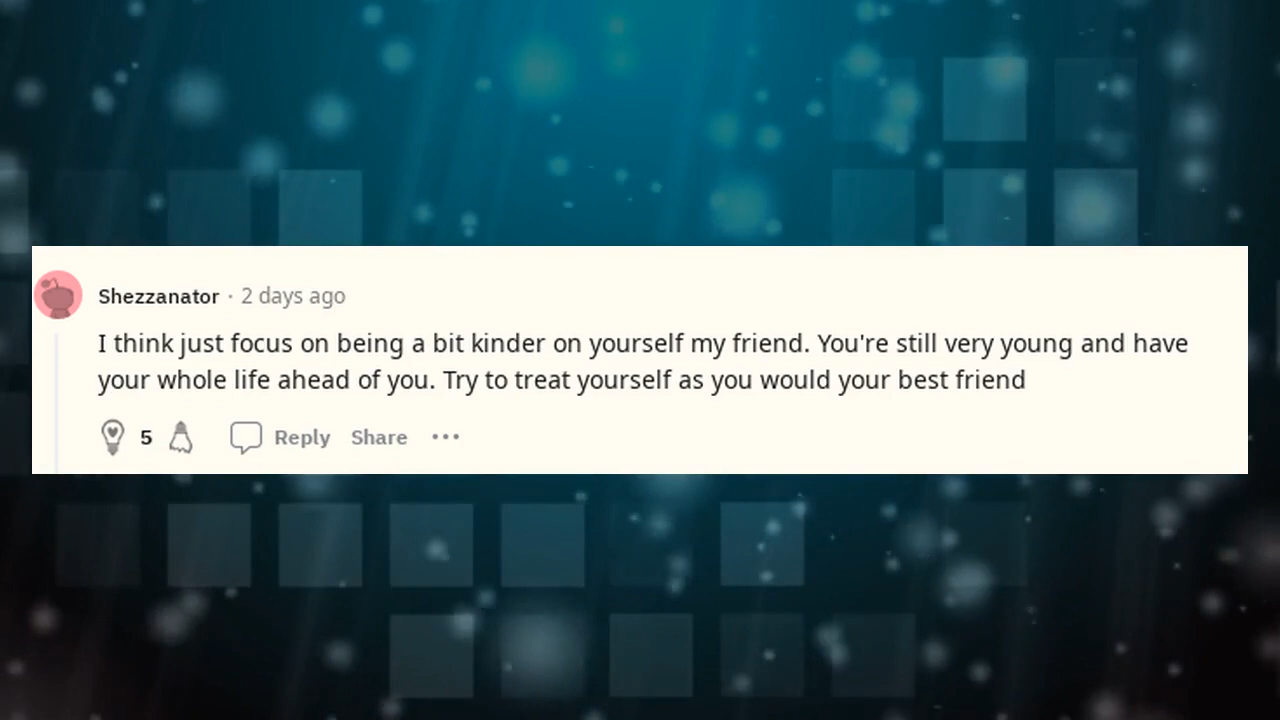 Shezzanator · 2 days ago
I think just focus on being a bit kinder on yourself my friend. You're still very young and have
your whole life ahead of you. Try to treat yourself as you would your best friend
5 Reply Share •••